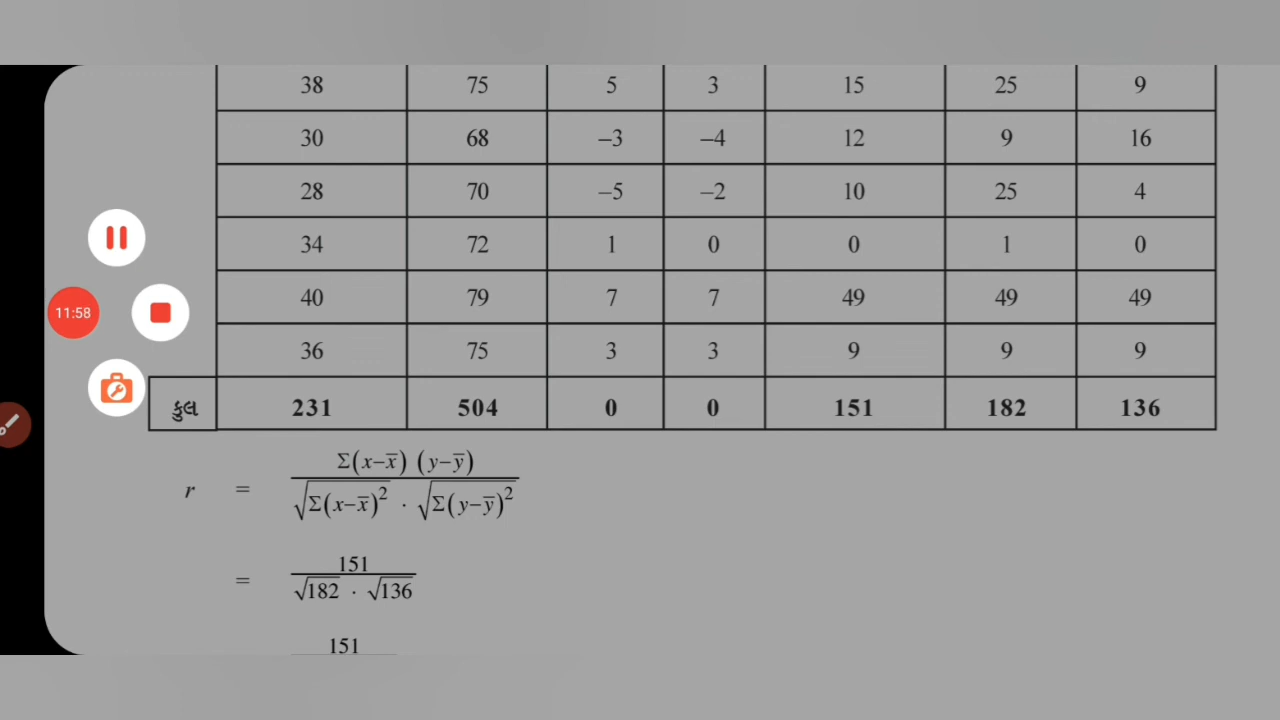 38 75 5 3 15 25 9
30 68 –3 –4 12 9 16
28 70 –5 –2 10 25 4
34 72 1 0 0 1 0
40 79 7 7 49 49 49
36 75 3 3 9 9 9
કુલ 231 504 0 0 151 182 136
r = Σ(x–x̅) (y–y̅) / √Σ(x–x̅)² · √Σ(y–y̅)²
= 151 / √182 · √136
151
11:58